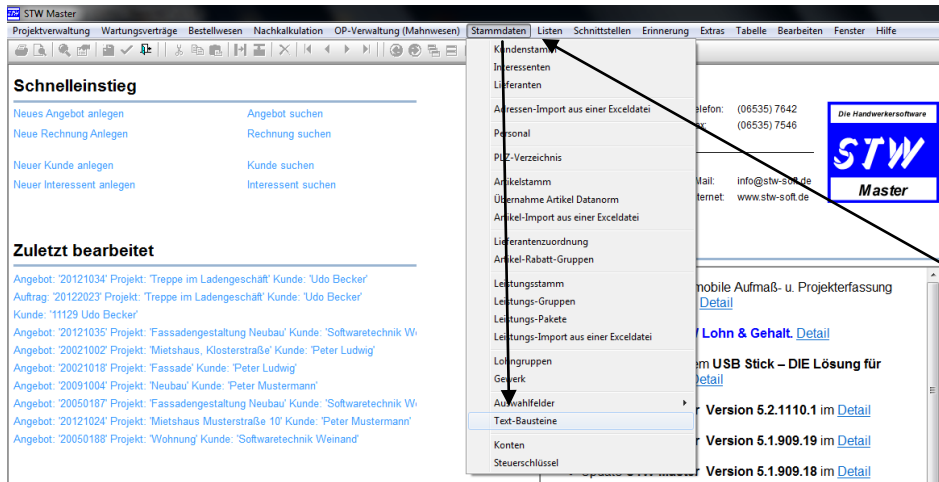 STW Master
Projektverwaltung Wartungsverträge Bestellwesen Nachkalkulation OP-Verwaltung (Mahnwesen) Stammdaten Listen Schnittstellen Erinnerung Extras Tabelle Bearbeiten Fenster Hilfe
Schnelleinstieg
Neues Angebot anlegen Angebot suchen
Neue Rechnung Anlegen Rechnung suchen
Neuer Kunde anlegen Kunde suchen
Neuer Interessent anlegen Interessent suchen
Zuletzt bearbeitet
Angebot: '20121034' Projekt: 'Treppe im Ladengeschäft' Kunde: 'Udo Becker'
Auftrag: '20122023' Projekt: 'Treppe im Ladengeschäft' Kunde: 'Udo Becker'
Kunde: '11129 Udo Becker'
Angebot: '20121035' Projekt: 'Fassadengestaltung Neubau' Kunde: 'Softwaretechnik W
Angebot: '20021002' Projekt: 'Mietshaus, Klosterstraße' Kunde: 'Peter Ludwig'
Angebot: '20021018' Projekt: 'Fassade' Kunde: 'Peter Ludwig'
Angebot: '20091004' Projekt: 'Neubau' Kunde: 'Peter Mustermann'
Angebot: '20050187' Projekt: 'Fassadengestaltung Neubau' Kunde: 'Softwaretechnik W
Angebot: '20121024' Projekt: 'Mietshaus Musterstraße 10' Kunde: 'Peter Mustermann'
Angebot: '20050188' Projekt: 'Wohnung' Kunde: 'Softwaretechnik Weinand'
Kundenstamm
Interessenten
Lieferanten
Adressen-Import aus einer Exceldatei
Personal
PLZ-Verzeichnis
Artikelstamm
Übernahme Artikel Datanorm
Artikel-Import aus einer Exceldatei
Lieferantenzuordnung
Artikel-Rabatt-Gruppen
Leistungsstamm
Leistungs-Gruppen
Leistungs-Pakete
Leistungs-Import aus einer Exceldatei
Lohngruppen
Gewerk
Auswahlfelder
Text-Bausteine
Konten
Steuerschlüssel
elefon: (06535) 7642
ax: (06535) 7546
Mail: info@stw-soft.de
ternet: www.stw-soft.de
Die Handwerkersoftware
STW
Master
mobile Aufmaß- u. Projekterfassung
Detail
Lohn & Gehalt. Detail
em USB Stick – DIE Lösung für
Detail
r Version 5.2.1110.1 im Detail
r Version 5.1.909.19 im Detail
Update STW Master Version 5.1.909.18 im Detail